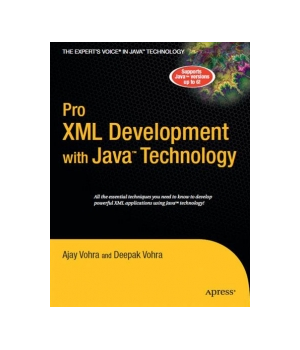 THE EXPERT'S VOICE® IN JAVA™ TECHNOLOGY
Supports
Java™ versions
up to 6!
Pro
XML Development
with Java™ Technology
All the essential techniques you need to know to develop
powerful XML applications using Java™ technology!
Ajay Vohra and Deepak Vohra
Apress®